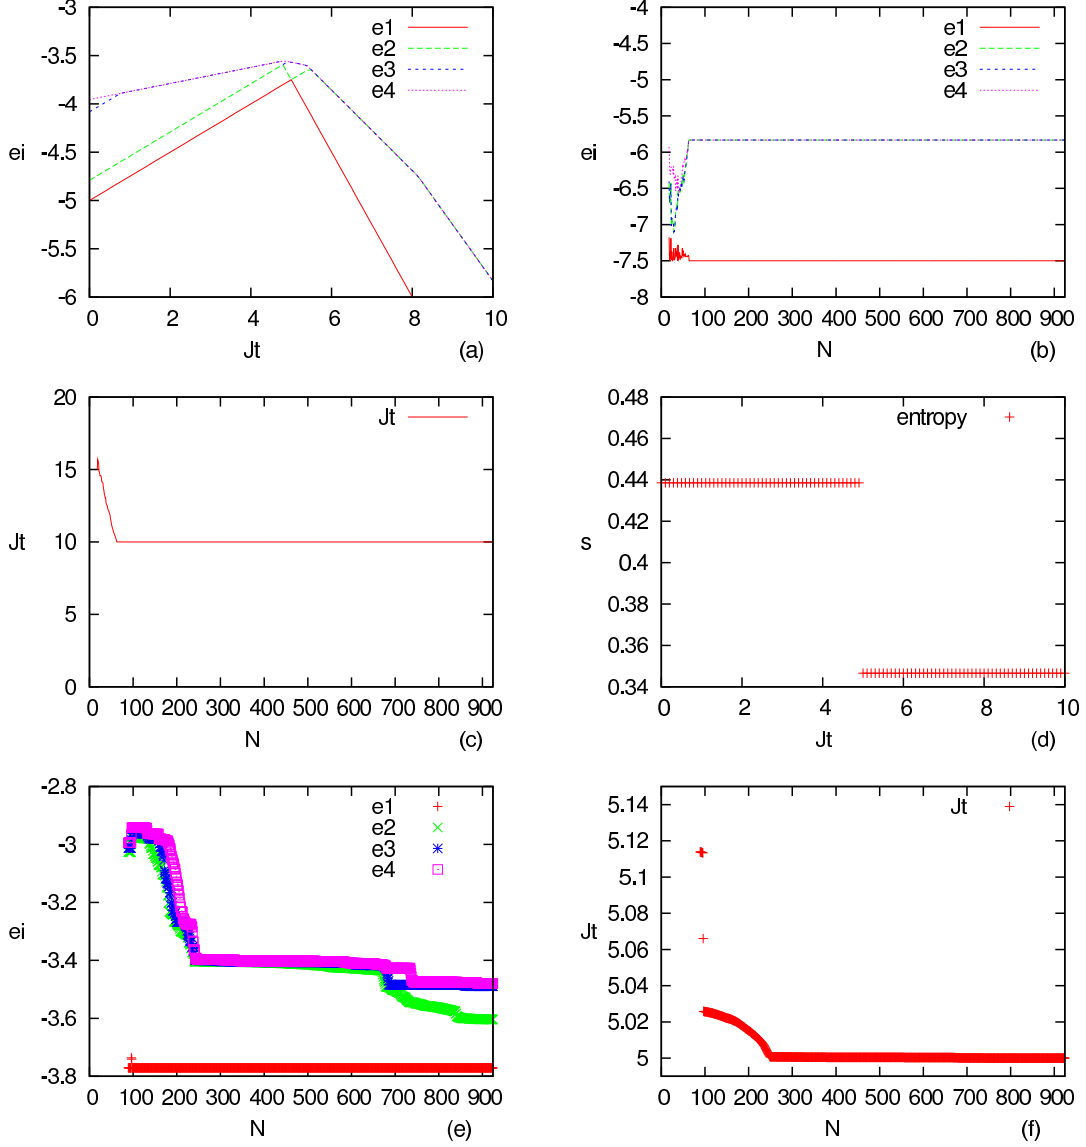 -3
-3.5
-4
-4.5
-5
-5.5
-6
ei
e1
e2
e3
e4
0 2 4 6 8 10
Jt (a)
-4
-4.5
-5
-5.5
-6
-6.5
-7
-7.5
-8
ei
e1
e2
e3
e4
0 100 200 300 400 500 600 700 800 900
N (b)
20
15
10
5
0
Jt
Jt
0 100 200 300 400 500 600 700 800 900
N (c)
0.48
0.46
0.44
0.42
0.4
0.38
0.36
0.34
s
entropy
0 2 4 6 8 10
Jt (d)
-2.8
-3
-3.2
-3.4
-3.6
-3.8
ei
e1
e2
e3
e4
0 100 200 300 400 500 600 700 800 900
N (e)
5.14
5.12
5.1
5.08
5.06
5.04
5.02
5
Jt
Jt
0 100 200 300 400 500 600 700 800 900
N (f)